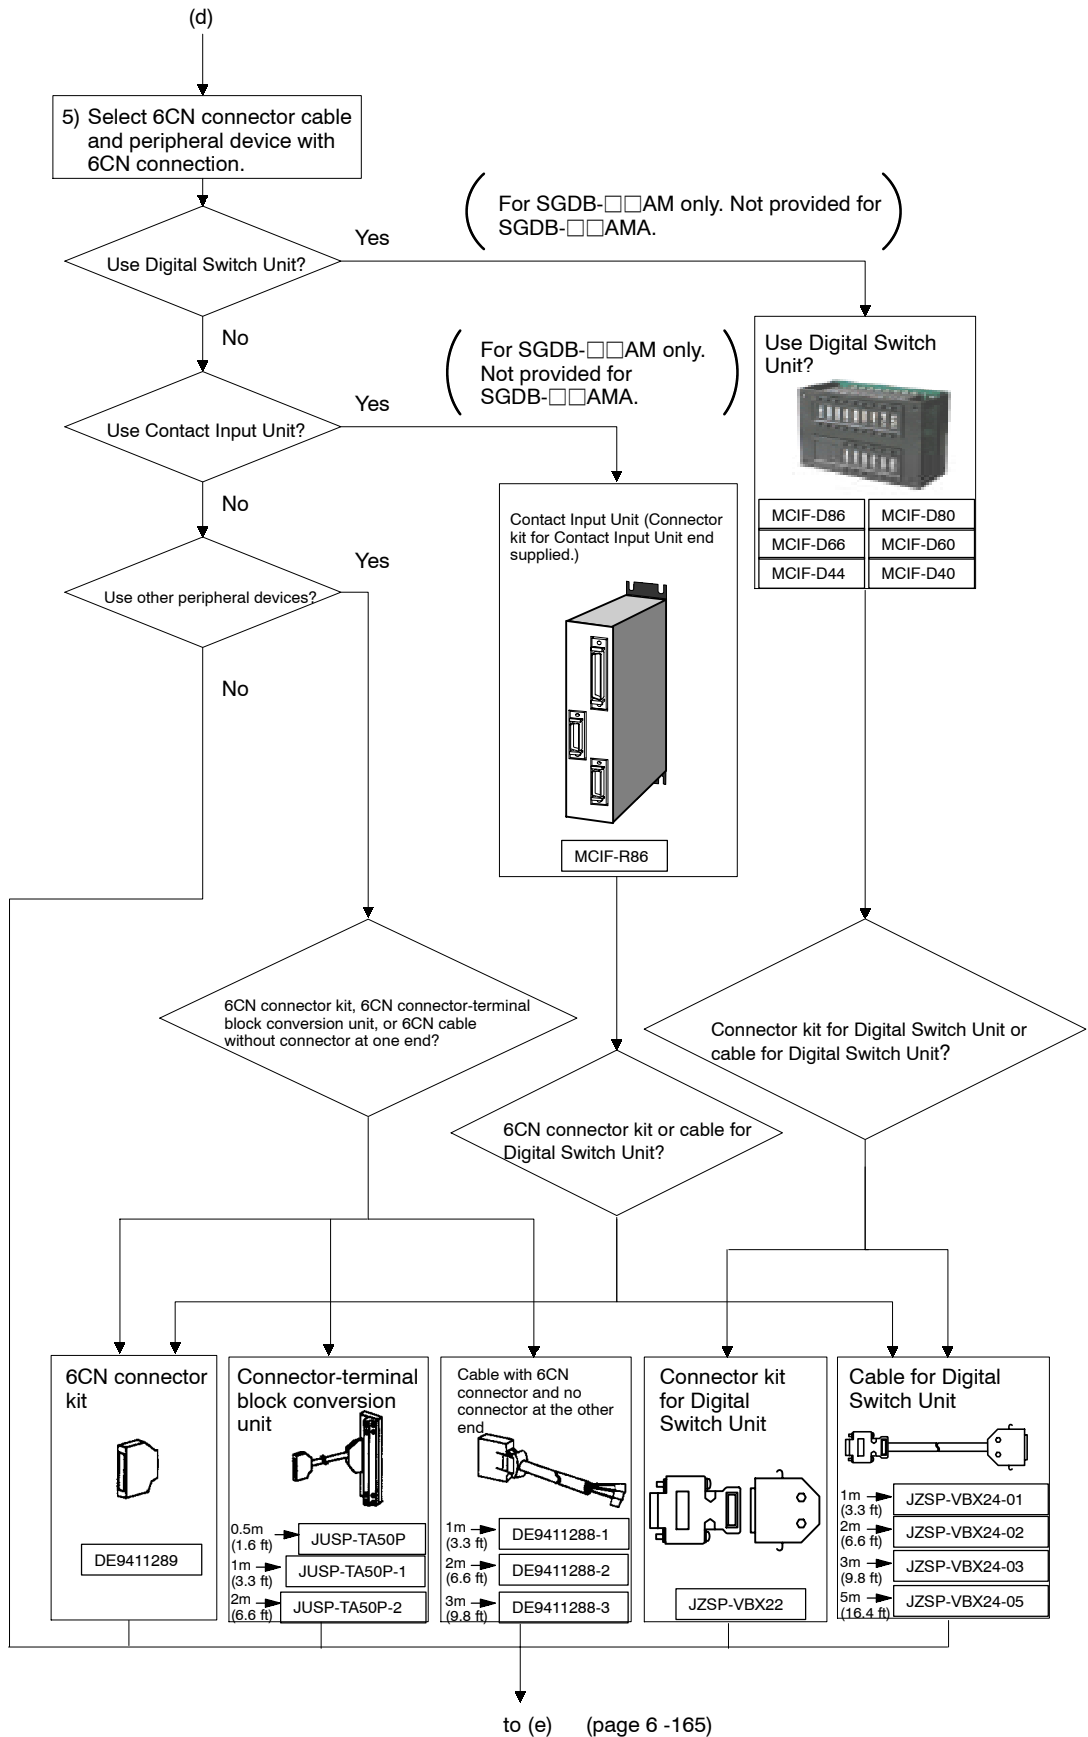 (d)
5) Select 6CN connector cable
and peripheral device with
6CN connection.
For SGDB-□□AM only. Not provided for
SGDB-□□AMA.
Yes
Use Digital Switch Unit?
No
For SGDB-□□AM only.
Not provided for
SGDB-□□AMA.
Use Digital Switch
Unit?
Yes
Use Contact Input Unit?
No
MCIF-D86
MCIF-D80
MCIF-D66
MCIF-D60
MCIF-D44
MCIF-D40
Contact Input Unit (Connector
kit for Contact Input Unit end
supplied.)
Yes
Use other peripheral devices?
No
MCIF-R86
6CN connector kit, 6CN connector-terminal
block conversion unit, or 6CN cable
without connector at one end?
Connector kit for Digital Switch Unit or
cable for Digital Switch Unit?
6CN connector kit or cable for
Digital Switch Unit?
6CN connector
kit
DE9411289
Connector-terminal
block conversion
unit
0.5m
(1.6 ft)
JUSP-TA50P
1m
(3.3 ft)
JUSP-TA50P-1
2m
(6.6 ft)
JUSP-TA50P-2
Cable with 6CN
connector and no
connector at the other
end
1m
(3.3 ft)
DE9411288-1
2m
(6.6 ft)
DE9411288-2
3m
(9.8 ft)
DE9411288-3
Connector kit
for Digital
Switch Unit
JZSP-VBX22
Cable for Digital
Switch Unit
1m
(3.3 ft)
JZSP-VBX24-01
2m
(6.6 ft)
JZSP-VBX24-02
3m
(9.8 ft)
JZSP-VBX24-03
5m
(16.4 ft)
JZSP-VBX24-05
to (e) (page 6 -165)